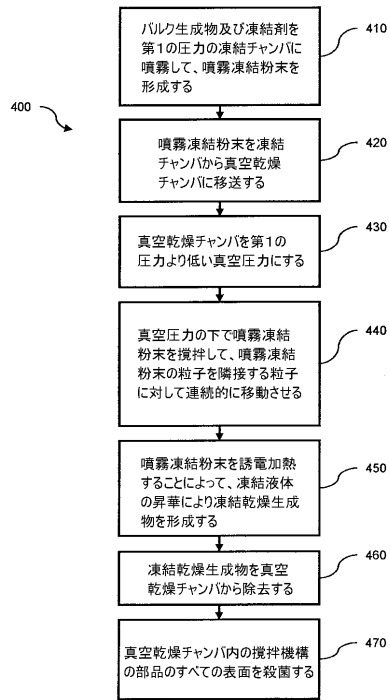 バルク生成物及び凍結剤を
第1の圧力の凍結チャンバに
噴霧して、噴霧凍結粉末を
形成する
410
400
噴霧凍結粉末を凍結
チャンバから真空乾燥
チャンバに移送する
420
真空乾燥チャンバを第1の
圧力より低い真空圧力にする
430
真空圧力の下で噴霧凍結
粉末を撹拌して、噴霧凍結
粉末の粒子を隣接する粒子
に対して連続的に移動させる
440
噴霧凍結粉末を誘電加熱
することによって、凍結液体
の昇華により凍結乾燥生成
物を形成する
450
凍結乾燥生成物を真空
乾燥チャンバから除去する
460
真空乾燥チャンバ内の撹拌機構
の部品のすべての表面を殺菌する
470